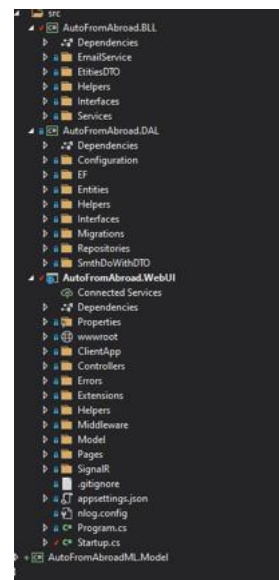 src
AutoFromAbroad.BLL
Dependencies
EmailService
EtitiesDTO
Helpers
Interfaces
Services
AutoFromAbroad.DAL
Dependencies
Configuration
EF
Entities
Helpers
Interfaces
Migrations
Repositories
SmthDoWithDTO
AutoFromAbroad.WebUI
Connected Services
Dependencies
Properties
wwwroot
ClientApp
Controllers
Errors
Extensions
Helpers
Middleware
Model
Pages
SignalR
.gitignore
appsettings.json
nlog.config
C# Program.cs
C# Startup.cs
AutoFromAbroadML.Model